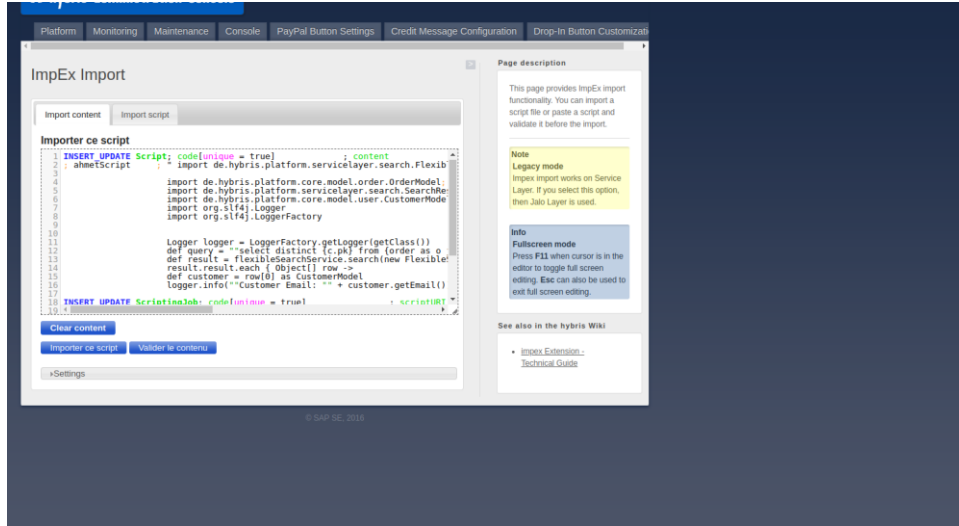 Platform Monitoring Maintenance Console PayPal Button Settings Credit Message Configuration Drop-In Button Customizati
ImpEx Import
Import content Import script
Importer ce script
1 INSERT_UPDATE Script; code[unique = true] ; content
2 ; ahmetScript ; " import de.hybris.platform.servicelayer.search.Flexib
3
4 import de.hybris.platform.core.model.order.OrderModel;
5 import de.hybris.platform.servicelayer.search.SearchRe
6 import de.hybris.platform.core.model.user.CustomerMode
7 import org.slf4j.Logger
8 import org.slf4j.LoggerFactory
9
10
11 Logger logger = LoggerFactory.getLogger(getClass())
12 def query = ""select distinct {c.pk} from {order as o
13 def result = flexibleSearchService.search(new FlexibleS
14 result.result.each { Object[] row ->
15 def customer = row[0] as CustomerModel
16 logger.info(""Customer Email: "" + customer.getEmail()
17
18 INSERT_UPDATE ScriptingJob; code[unique = true] ; scriptURI
19
Clear content
Importer ce script Valider le contenu
Settings
Page description
This page provides ImpEx import
functionality. You can import a
script file or paste a script and
validate it before the import.
Note
Legacy mode
Impex import works on Service
Layer. If you select this option,
then Jalo Layer is used.
Info
Fullscreen mode
Press F11 when cursor is in the
editor to toggle full screen
editing. Esc can also be used to
exit full screen editing.
See also in the hybris Wiki
impex Extension -
Technical Guide
© SAP SE, 2016